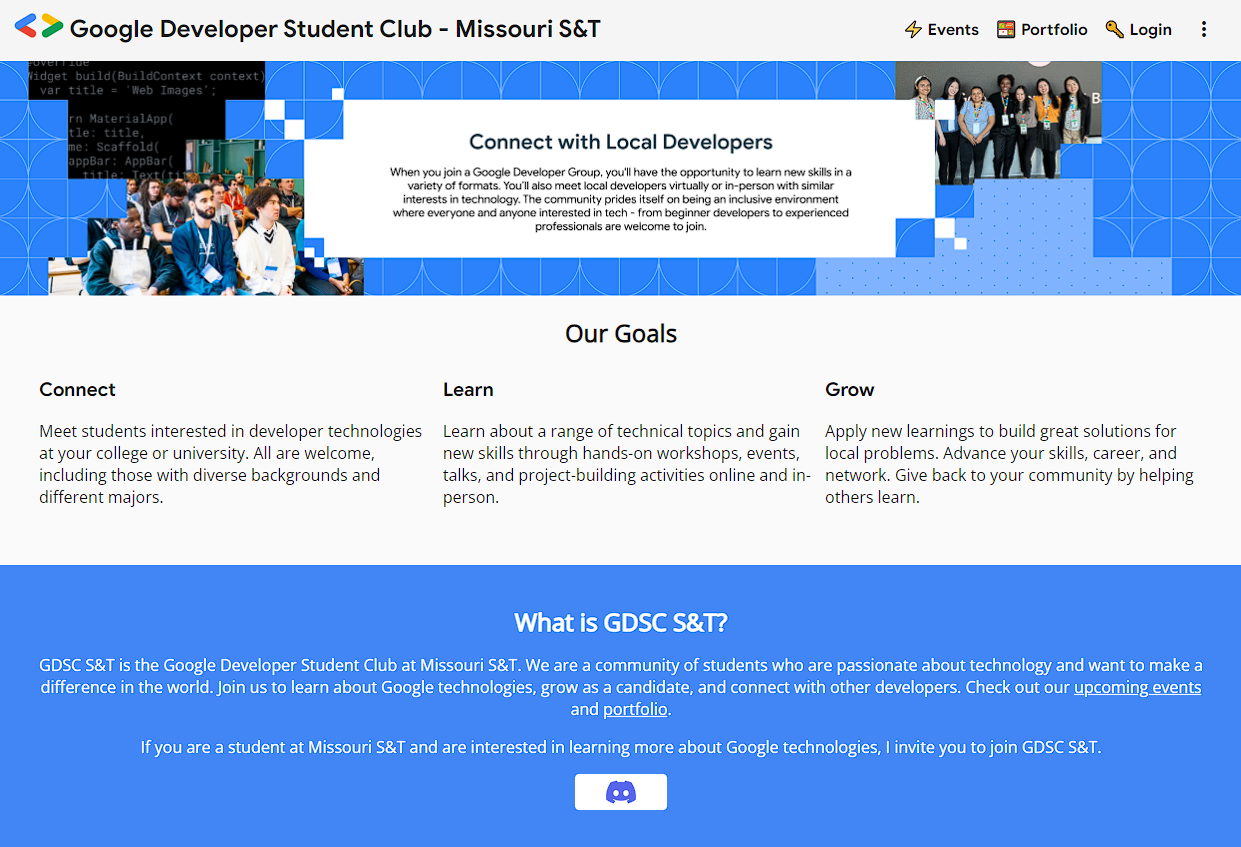 Google Developer Student Club - Missouri S&T
Events
Portfolio
Login
Widget build(BuildContext context)
var title = 'Web Images';
rn MaterialApp(
tle: title,
me: Scaffold(
appBar: AppBar(
title: Text(
B
Connect with Local Developers
When you join a Google Developer Group, you'll have the opportunity to learn new skills in a
variety of formats. You'll also meet local developers virtually or in-person with similar
interests in technology. The community prides itself on being an inclusive environment
where everyone and anyone interested in tech - from beginner developers to experienced
professionals are welcome to join.
Our Goals
Connect
Meet students interested in developer technologies
at your college or university. All are welcome,
including those with diverse backgrounds and
different majors.
Learn
Learn about a range of technical topics and gain
new skills through hands-on workshops, events,
talks, and project-building activities online and in-
person.
Grow
Apply new learnings to build great solutions for
local problems. Advance your skills, career, and
network. Give back to your community by helping
others learn.
What is GDSC S&T?
GDSC S&T is the Google Developer Student Club at Missouri S&T. We are a community of students who are passionate about technology and want to make a
difference in the world. Join us to learn about Google technologies, grow as a candidate, and connect with other developers. Check out our upcoming events
and portfolio.
If you are a student at Missouri S&T and are interested in learning more about Google technologies, I invite you to join GDSC S&T.